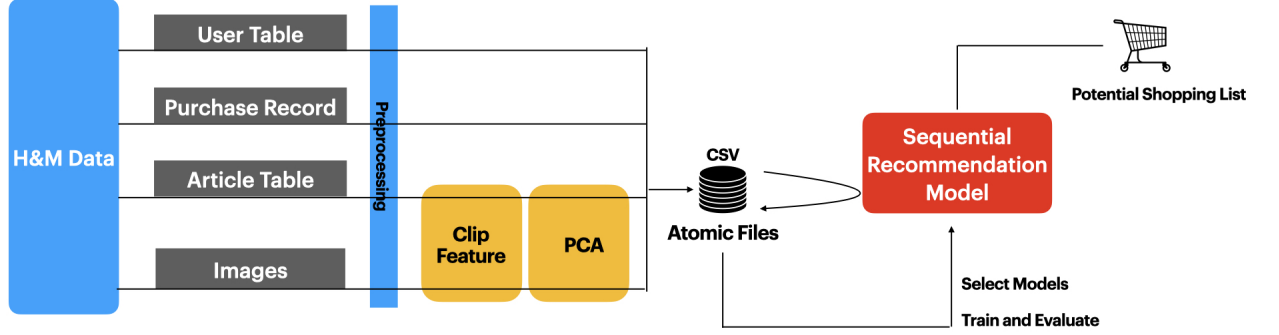 H&M Data
User Table
Purchase Record
Article Table
Images
Preprocessing
Clip
Feature
PCA
CSV
Atomic Files
Sequential
Recommendation
Model
Potential Shopping List
Select Models
Train and Evaluate